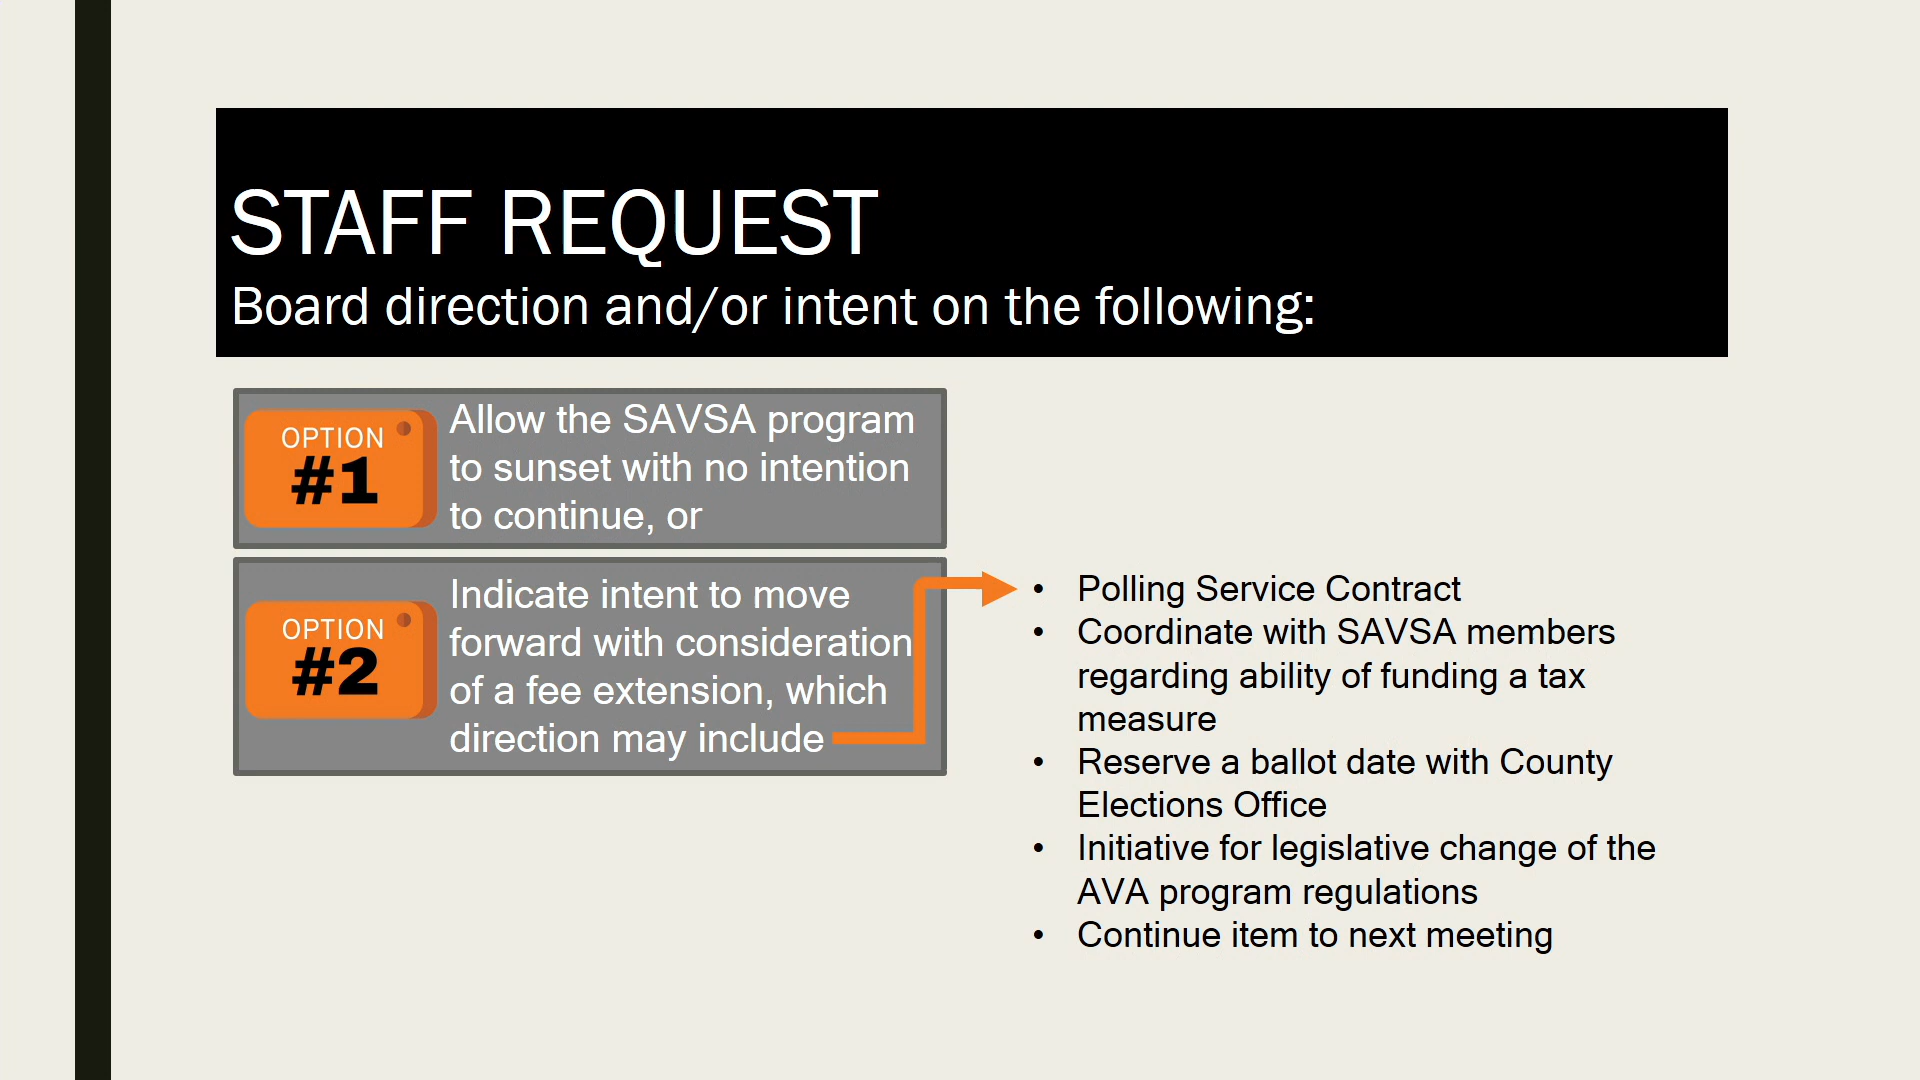 STAFF REQUEST
Board direction and/or intent on the following:
OPTION
#1
Allow the SAVSA program
to sunset with no intention
to continue, or
OPTION
#2
Indicate intent to move
forward with consideration
of a fee extension, which
direction may include
• Polling Service Contract
• Coordinate with SAVSA members
regarding ability of funding a tax
measure
• Reserve a ballot date with County
Elections Office
• Initiative for legislative change of the
AVA program regulations
• Continue item to next meeting